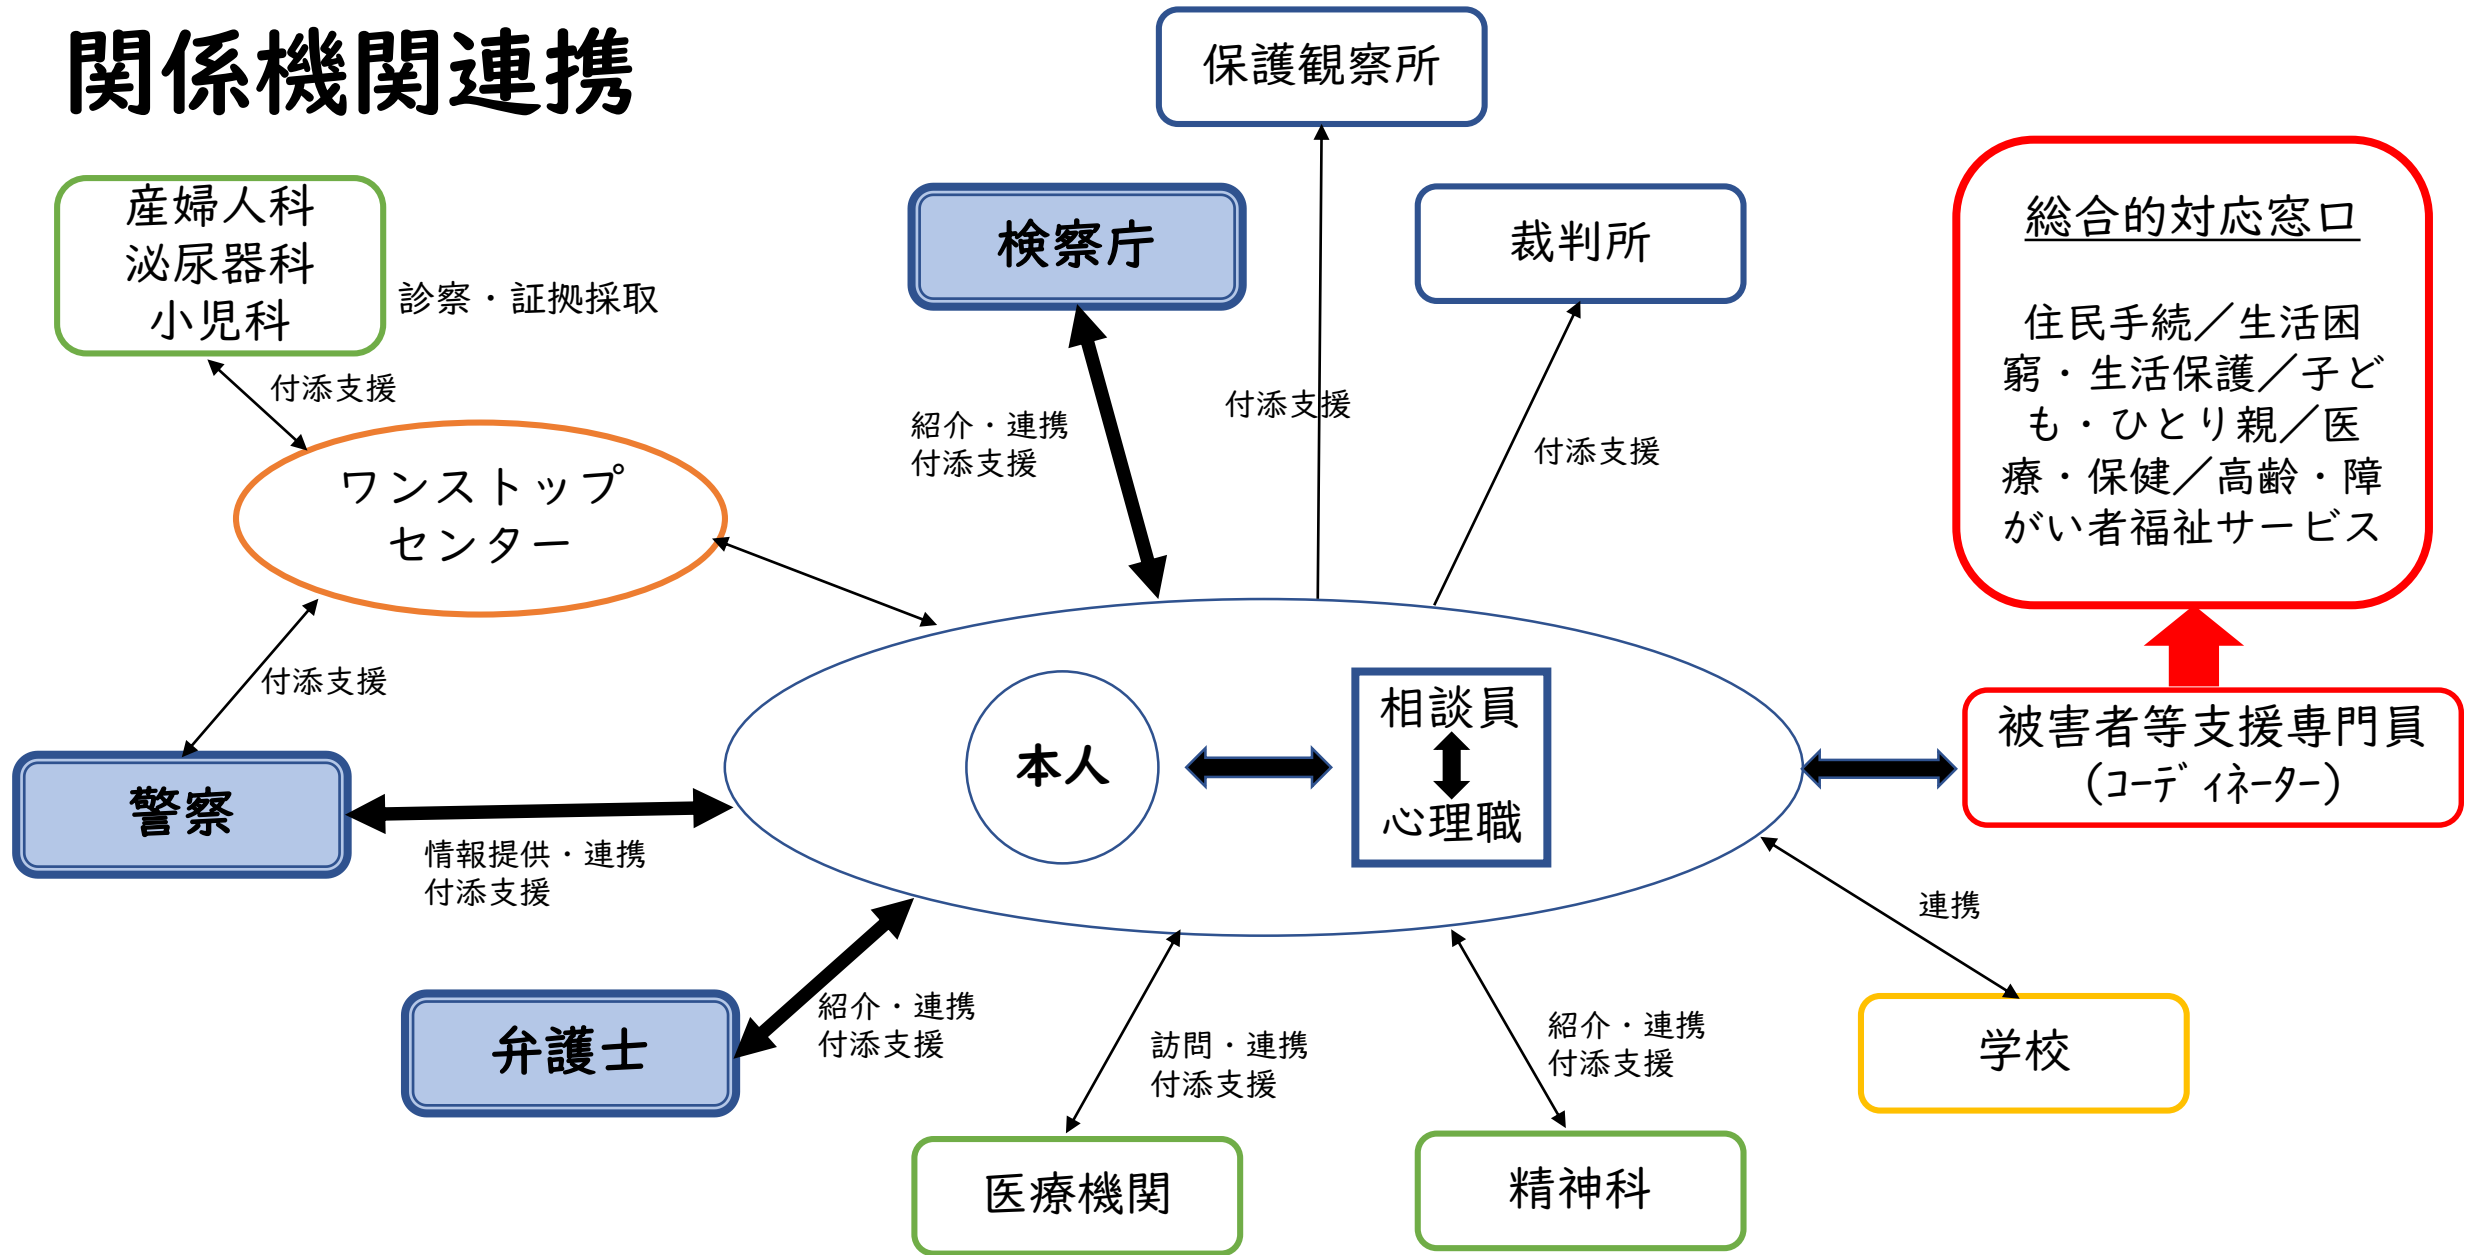 関係機関連携
保護観察所
産婦人科
泌尿器科
小児科
診察・証拠採取
検察庁
裁判所
総合的対応窓口
住民手続／生活困
窮・生活保護／子ど
も・ひとり親／医
療・保健／高齢・障
がい者福祉サービス
付添支援
紹介・連携
付添支援
付添支援
付添支援
ワンストップ
センター
付添支援
本人
相談員
心理職
被害者等支援専門員
（ｺｰﾃﾞｨﾈｰﾀｰ）
警察
情報提供・連携
付添支援
連携
弁護士
紹介・連携
付添支援
訪問・連携
付添支援
紹介・連携
付添支援
学校
医療機関
精神科